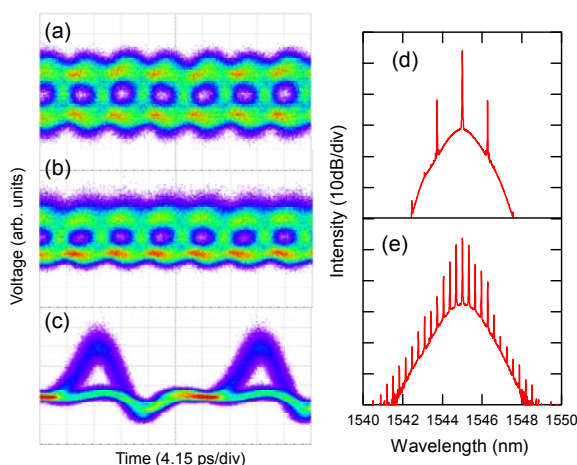 (a)
(b)
(c)
Voltage (arb. units)
Time (4.15 ps/div)
(d)
(e)
Intensity (10dB/div)
1540 1542 1544 1546 1548 1550
Wavelength (nm)